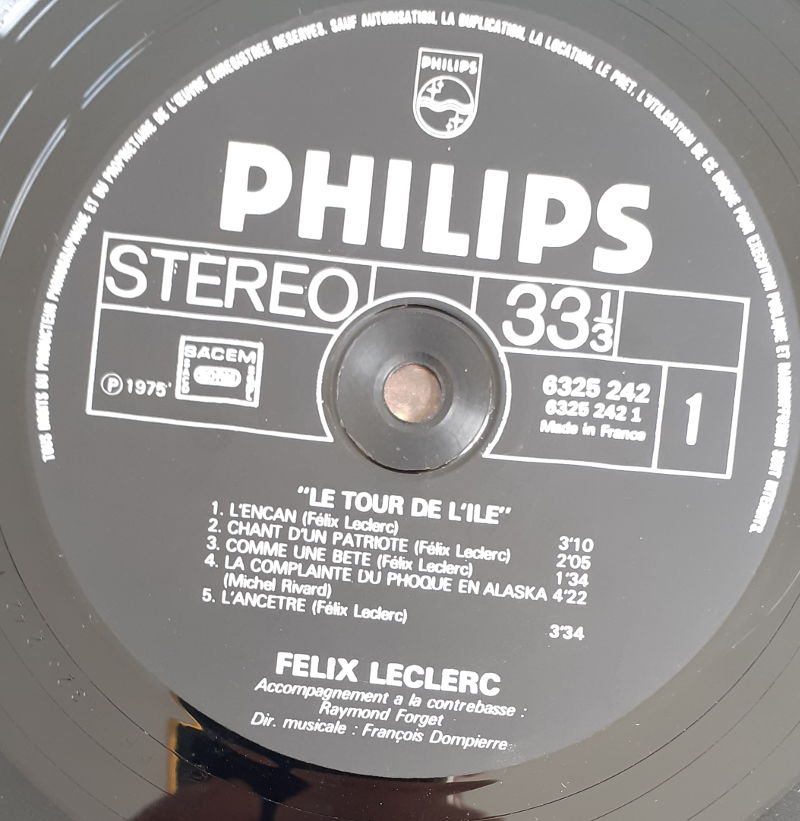 TOUS DROITS DU PRODUCTEUR PHONOGRAPHIQUE ET DU PROPRIETAIRE DE L'ŒUVRE ENREGISTREE RESERVES. SAUF AUTORISATION, LA DUPLICATION, LA LOCATION, LE PRET, L'UTILISATION DE CE DISQUE POUR EXECUTION PUBLIQUE ET RADIODIFFUSION SONT INTERDITS.
PHILIPS
PHILIPS
STEREO
33 1/3
SACEM
Ⓟ 1975
6325 242
6325 242 1
Made in France
1
"LE TOUR DE L'ILE"
1. L'ENCAN (Félix Leclerc) 3'10
2. CHANT D'UN PATRIOTE (Félix Leclerc) 2'05
3. COMME UNE BETE (Félix Leclerc) 1'34
4. LA COMPLAINTE DU PHOQUE EN ALASKA 4'22
(Michel Rivard)
5. L'ANCETRE (Félix Leclerc) 3'34
FELIX LECLERC
Accompagnement a la contrebasse :
Raymond Forget
Dir. musicale : François Dompierre